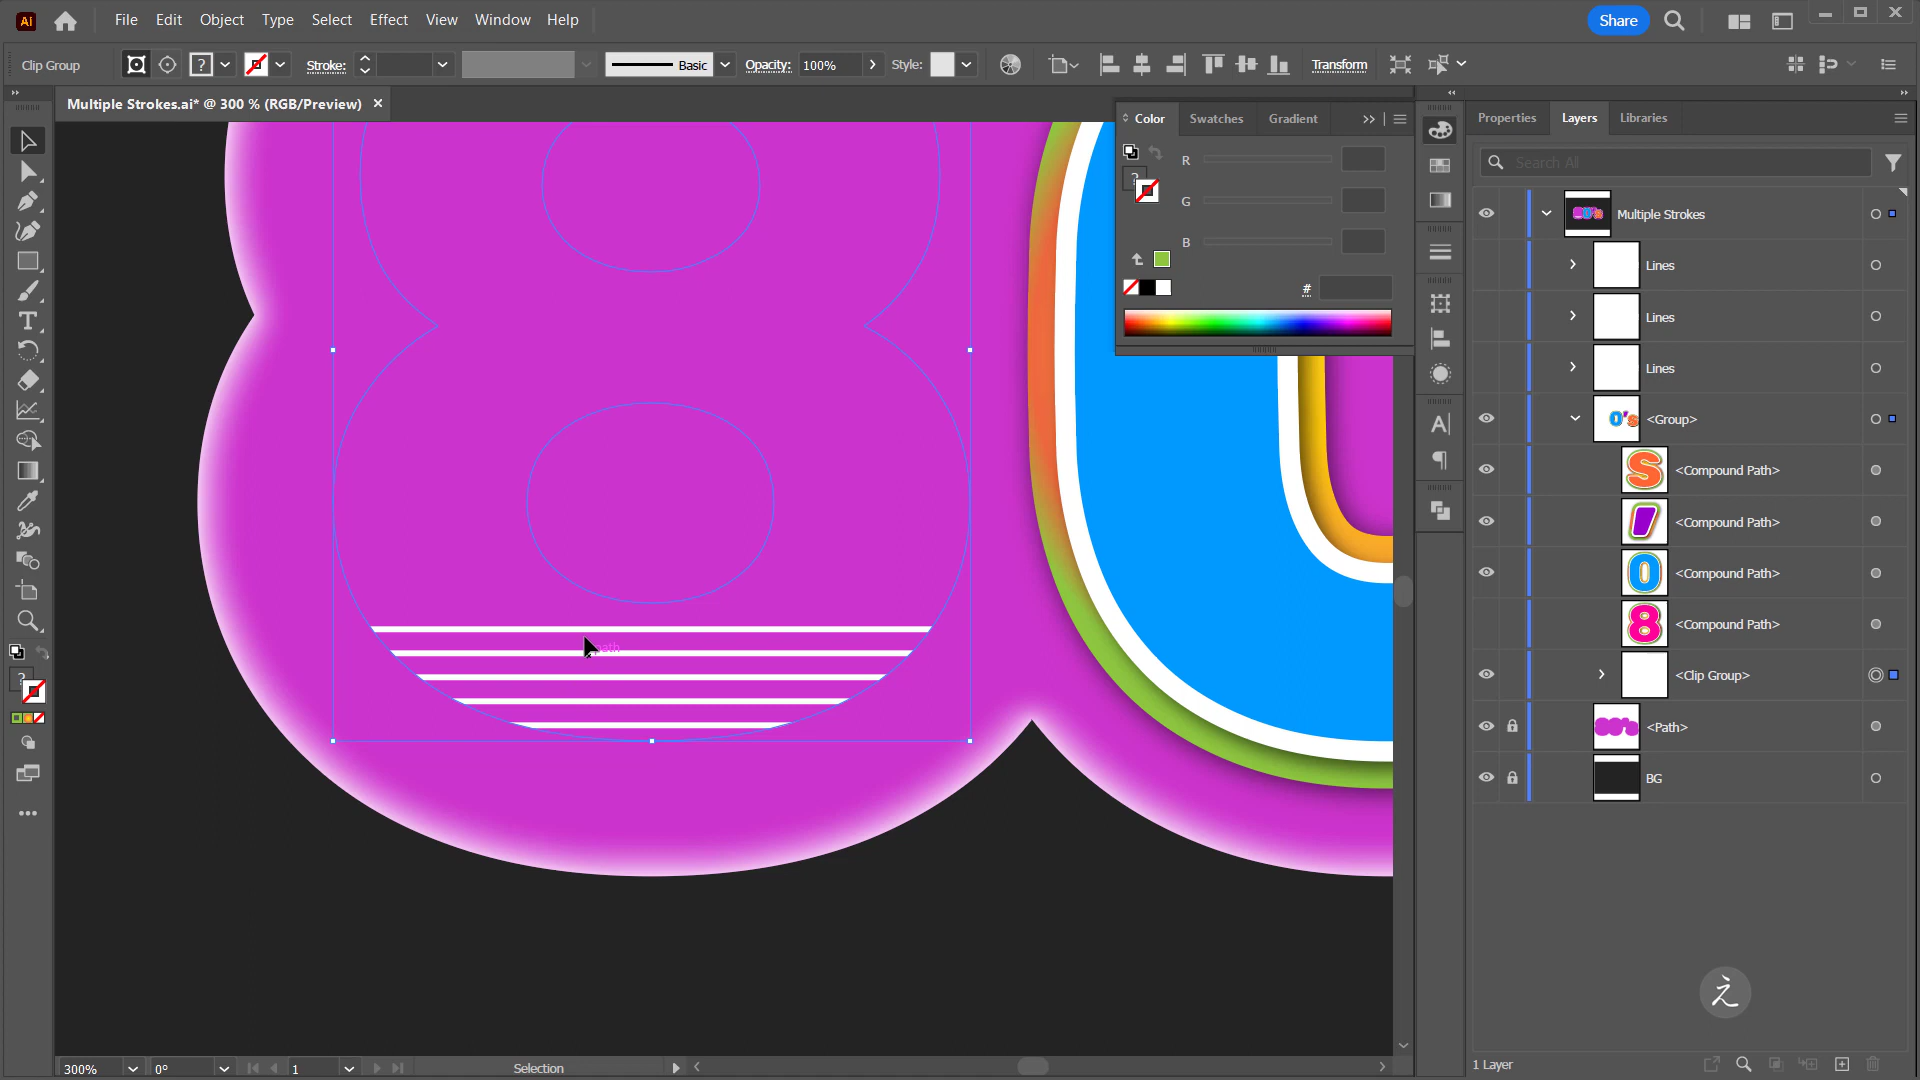 Ai File Edit Object Type Select Effect View Window Help Share
Clip Group ? Stroke: Basic Opacity: 100% Style: Transform
Multiple Strokes.ai* @ 300 % (RGB/Preview) ×
Color Swatches Gradient
R
G
B
#
Properties Layers Libraries
Search All
Multiple Strokes
Lines
Lines
Lines
<Group>
<Compound Path>
<Compound Path>
<Compound Path>
<Compound Path>
<Clip Group>
<Path>
BG
300% 0° 1 Selection
1 Layer